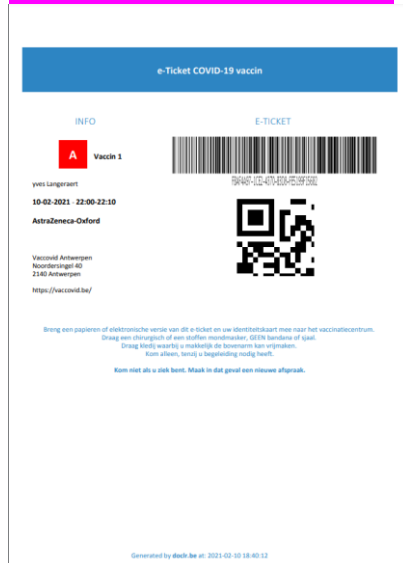 e-Ticket COVID-19 vaccin
INFO
A Vaccin 1
yves Langeraert
10-02-2021 - 22:00-22:10
AstraZeneca-Oxford
Vaccovid Antwerpen
Noordersingel 40
2140 Antwerpen
https://vaccovid.be/
E-TICKET
Breng een papieren of elektronische versie van dit e-ticket en uw identiteitskaart mee naar het vaccinatiecentrum.
Draag een chirurgisch of een stoffen mondmasker, GEEN bandana of sjaal.
Draag kledij waarbij u makkelijk de bovenarm kan vrijmaken.
Kom alleen, tenzij u begeleiding nodig heeft.
Kom niet als u ziek bent. Maak in dat geval een nieuwe afspraak.
Generated by doclr.be at: 2021-02-10 18:40:12